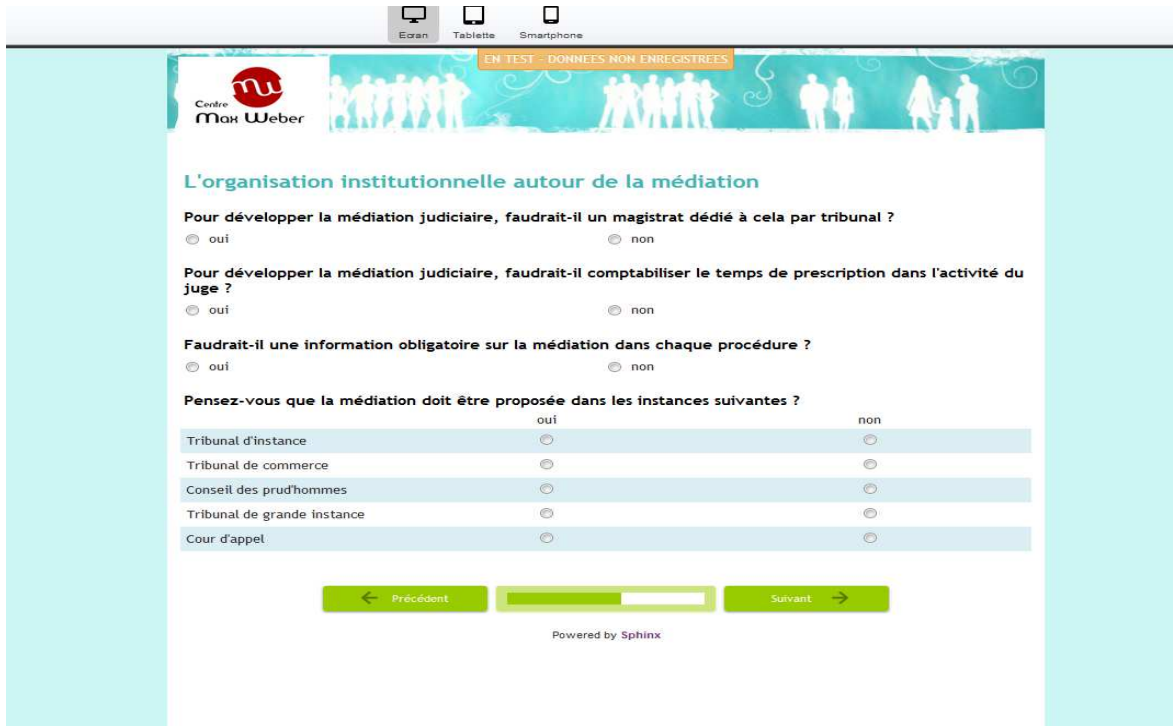 Ecran Tablette Smartphone
EN TEST - DONNEES NON ENREGISTREES
Centre
Max Weber
L'organisation institutionnelle autour de la médiation
Pour développer la médiation judiciaire, faudrait-il un magistrat dédié à cela par tribunal ?
oui non
Pour développer la médiation judiciaire, faudrait-il comptabiliser le temps de prescription dans l'activité du
juge ?
oui non
Faudrait-il une information obligatoire sur la médiation dans chaque procédure ?
oui non
Pensez-vous que la médiation doit être proposée dans les instances suivantes ?
oui non
Tribunal d'instance
Tribunal de commerce
Conseil des prud'hommes
Tribunal de grande instance
Cour d'appel
Précédent Suivant
Powered by Sphinx